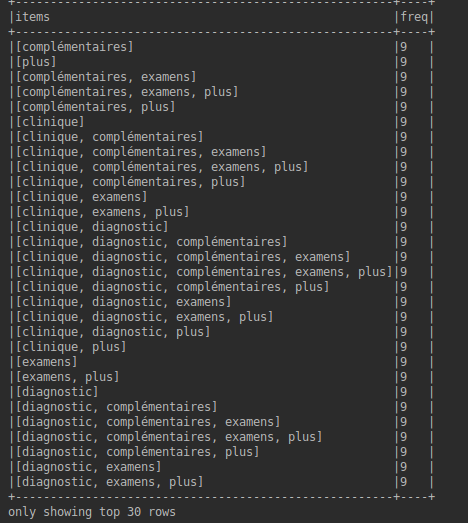 +------------------------------------------------------+----+
|items                                                 |freq|
+------------------------------------------------------+----+
|[complémentaires]                                     |9   |
|[plus]                                                |9   |
|[complémentaires, examens]                            |9   |
|[complémentaires, examens, plus]                      |9   |
|[complémentaires, plus]                               |9   |
|[clinique]                                            |9   |
|[clinique, complémentaires]                           |9   |
|[clinique, complémentaires, examens]                  |9   |
|[clinique, complémentaires, examens, plus]            |9   |
|[clinique, complémentaires, plus]                     |9   |
|[clinique, examens]                                   |9   |
|[clinique, examens, plus]                             |9   |
|[clinique, diagnostic]                                |9   |
|[clinique, diagnostic, complémentaires]               |9   |
|[clinique, diagnostic, complémentaires, examens]      |9   |
|[clinique, diagnostic, complémentaires, examens, plus]|9   |
|[clinique, diagnostic, complémentaires, plus]         |9   |
|[clinique, diagnostic, examens]                       |9   |
|[clinique, diagnostic, examens, plus]                 |9   |
|[clinique, diagnostic, plus]                          |9   |
|[clinique, plus]                                      |9   |
|[examens]                                             |9   |
|[examens, plus]                                       |9   |
|[diagnostic]                                          |9   |
|[diagnostic, complémentaires]                         |9   |
|[diagnostic, complémentaires, examens]                |9   |
|[diagnostic, complémentaires, examens, plus]          |9   |
|[diagnostic, complémentaires, plus]                   |9   |
|[diagnostic, examens]                                 |9   |
|[diagnostic, examens, plus]                           |9   |
+------------------------------------------------------+----+
only showing top 30 rows